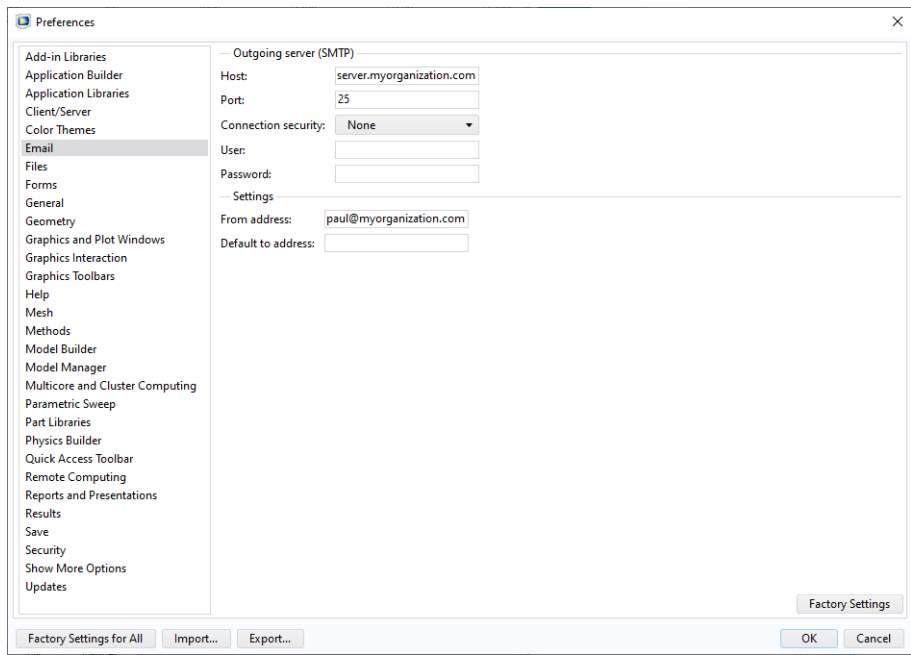 Preferences
Add-in Libraries
Application Builder
Application Libraries
Client/Server
Color Themes
Email
Files
Forms
General
Geometry
Graphics and Plot Windows
Graphics Interaction
Graphics Toolbars
Help
Mesh
Methods
Model Builder
Model Manager
Multicore and Cluster Computing
Parametric Sweep
Part Libraries
Physics Builder
Quick Access Toolbar
Remote Computing
Reports and Presentations
Results
Save
Security
Show More Options
Updates
Outgoing server (SMTP)
Host: server.myorganization.com
Port: 25
Connection security: None
User:
Password:
Settings
From address: paul@myorganization.com
Default to address:
Factory Settings
Factory Settings for All Import... Export... OK Cancel